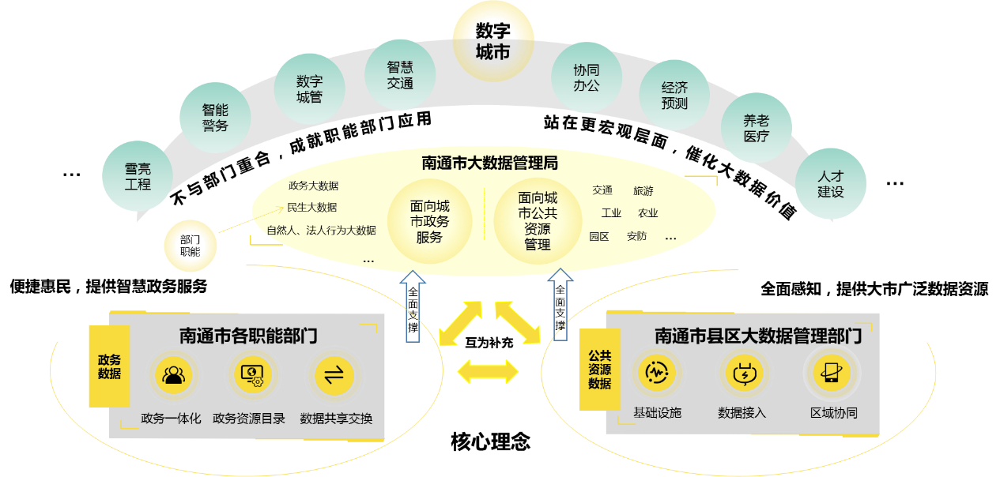 数字
城市
智慧
交通
协同
办公
数字
城管
经济
预测
智能
警务
养老
医疗
雪亮
工程
人才
建设
...
...
不与部门重合，成就职能部门应用
站在更宏观层面，催化大数据价值
南通市大数据管理局
政务大数据
民生大数据
自然人、法人行为大数据
...
面向城
市政务
服务
面向城
市公共
资源
管理
交通 旅游
工业 农业
园区 安防 ...
部门
职能
便捷惠民，提供智慧政务服务
全面感知，提供大市广泛数据资源
全面支撑
全面支撑
互为补充
南通市各职能部门
政务
数据
政务一体化 政务资源目录 数据共享交换
南通市县区大数据管理部门
公共
资源
数据
基础设施 数据接入 区域协同
核心理念